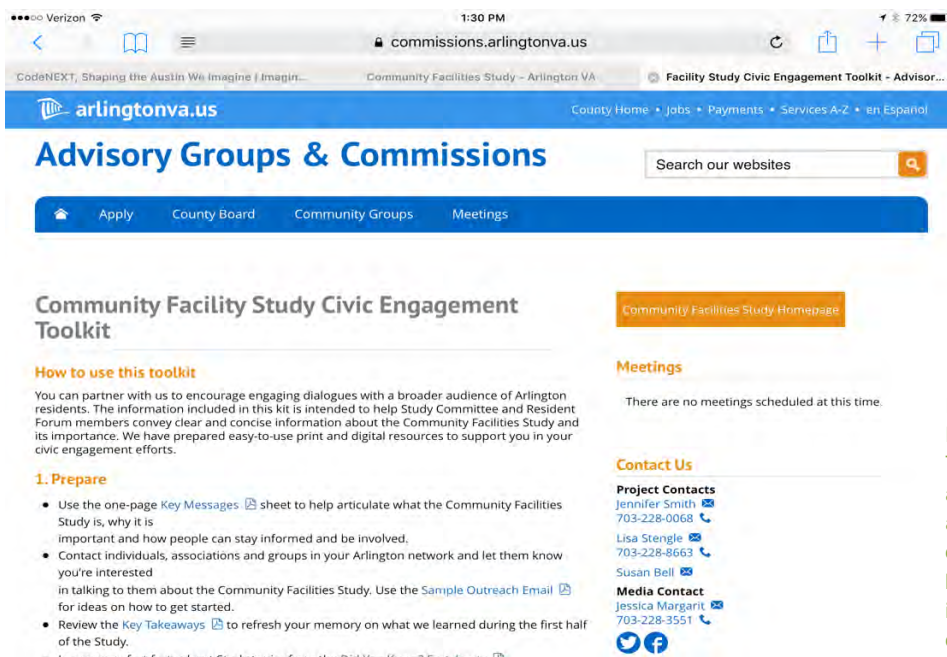 Verizon
1:30 PM
72%
commissions.arlingtonva.us
CodeNEXT, Shaping the Austin We Imagine | Imagin...
Community Facilities Study – Arlington VA
Facility Study Civic Engagement Toolkit - Advisor...
arlingtonva.us
County Home • Jobs • Payments • Services A-Z • en Español
Advisory Groups & Commissions
Search our websites
Apply
County Board
Community Groups
Meetings
Community Facility Study Civic Engagement
Toolkit
How to use this toolkit
You can partner with us to encourage engaging dialogues with a broader audience of Arlington
residents. The information included in this kit is intended to help Study Committee and Resident
Forum members convey clear and concise information about the Community Facilities Study and
its importance. We have prepared easy-to-use print and digital resources to support you in your
civic engagement efforts.
1. Prepare
• Use the one-page Key Messages sheet to help articulate what the Community Facilities
Study is, why it is
important and how people can stay informed and be involved.
• Contact individuals, associations and groups in your Arlington network and let them know
you're interested
in talking to them about the Community Facilities Study. Use the Sample Outreach Email
for ideas on how to get started.
• Review the Key Takeaways to refresh your memory on what we learned during the first half
of the Study.
Community Facilities Study Homepage
Meetings
There are no meetings scheduled at this time.
Contact Us
Project Contacts
Jennifer Smith
703-228-0068
Lisa Stengle
703-228-8663
Susan Bell
Media Contact
Jessica Margarit
703-228-3551